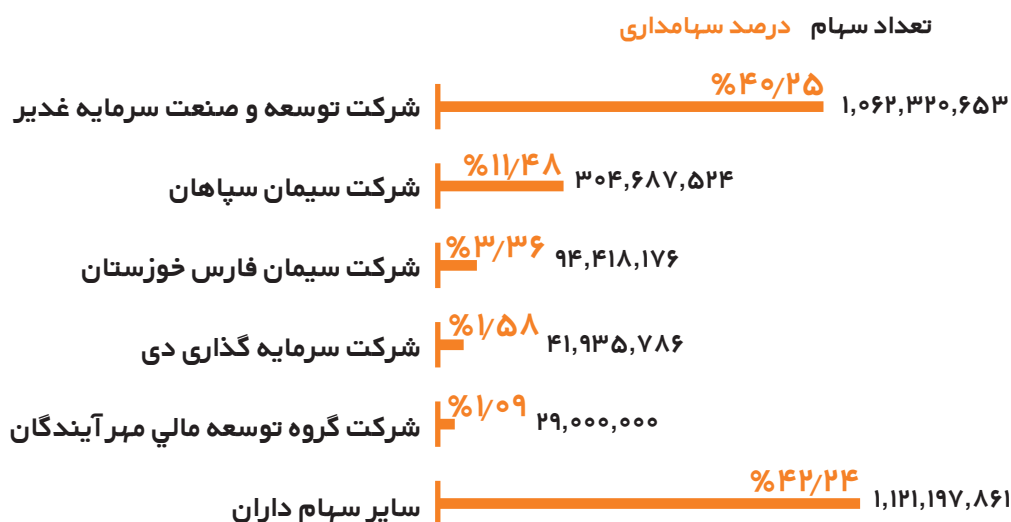 تعداد سهام درصد سهامداری
شرکت توسعه و صنعت سرمایه غدیر %۴۰/۲۵ ۱,۰۶۲,۳۲۰,۶۵۳
شرکت سیمان سپاهان %۱۱/۴۸ ۳۰۴,۶۸۷,۵۲۴
شرکت سیمان فارس خوزستان %۳/۳۶ ۹۴,۴۱۸,۱۷۶
شرکت سرمایه گذاری دی %۱/۵۸ ۴۱,۹۳۵,۷۸۶
شرکت گروه توسعه مالي مهر آیندگان %۱/۰۹ ۲۹,۰۰۰,۰۰۰
سایر سهام داران %۴۲/۲۴ ۱,۱۲۱,۱۹۷,۸۶۱